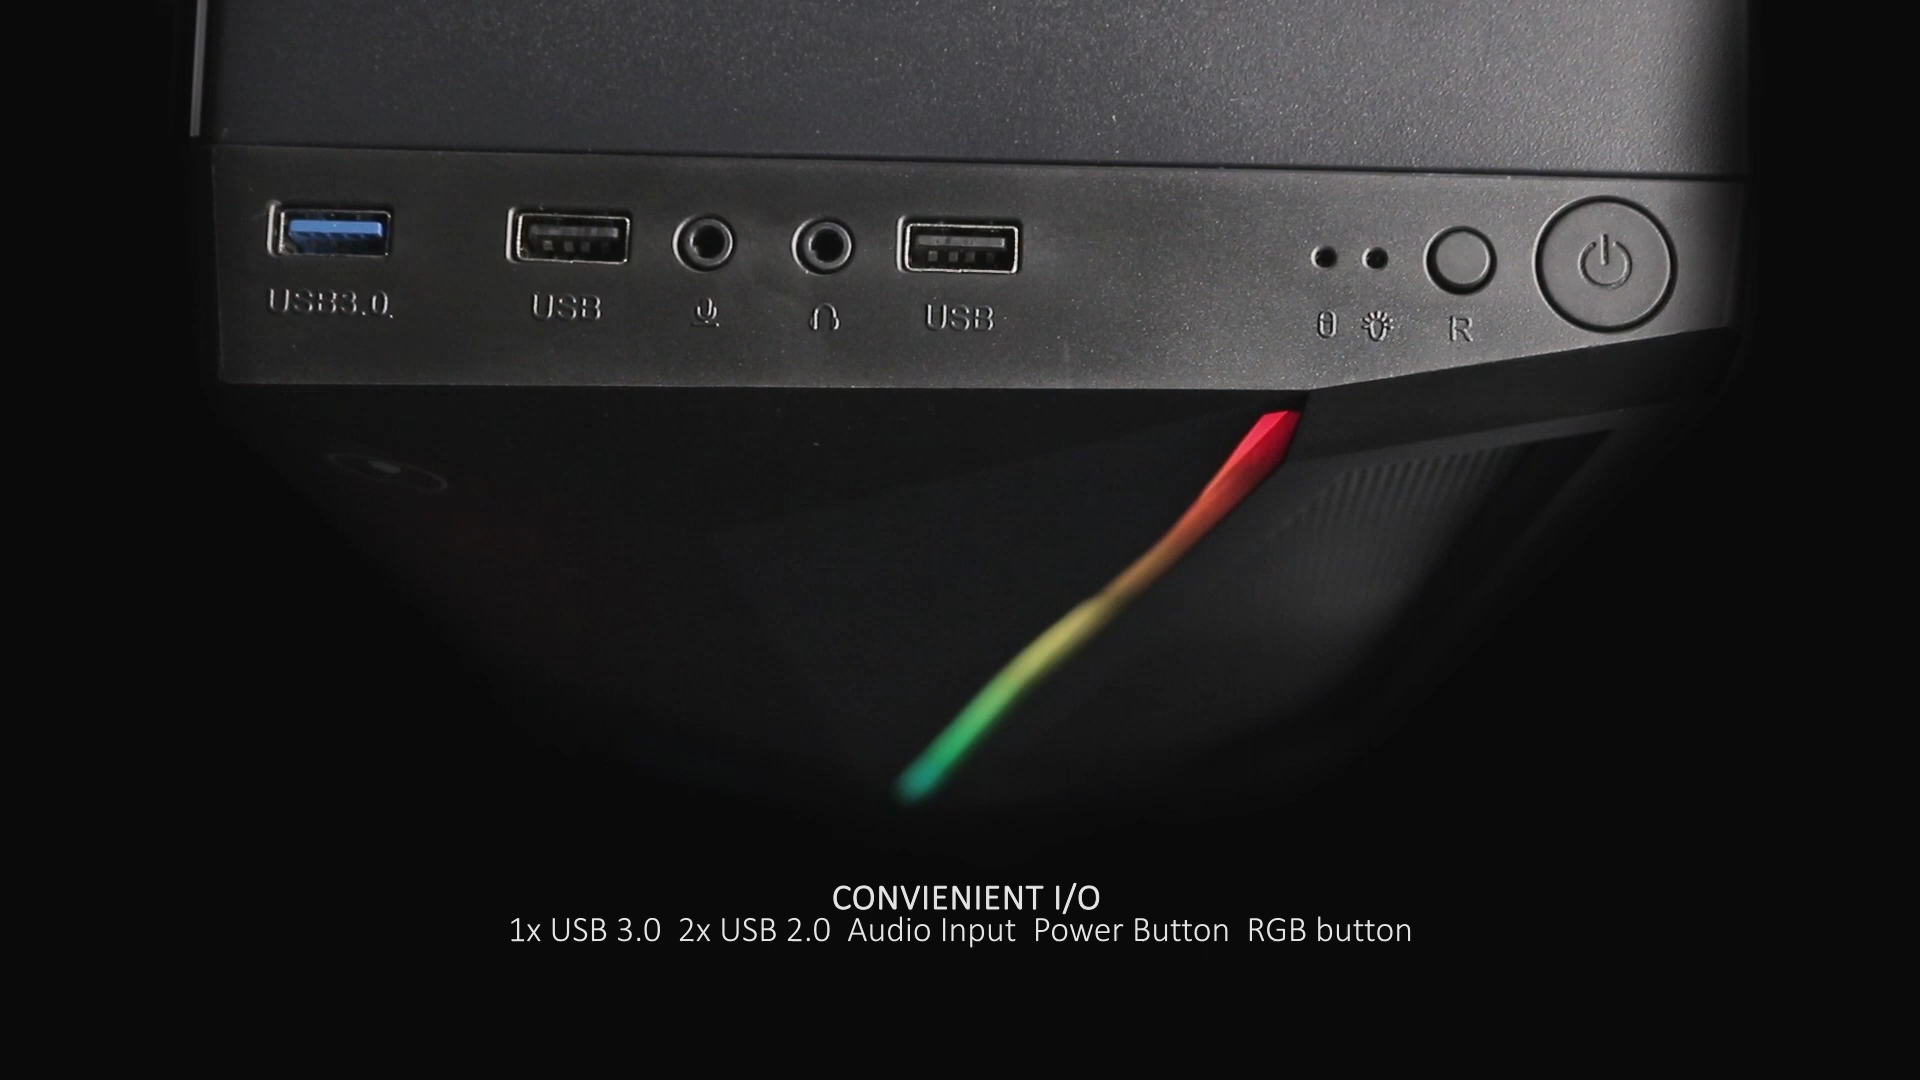 USB3.0
USB
USB
R
CONVIENIENT I/O
1x USB 3.0 2x USB 2.0 Audio Input Power Button RGB button